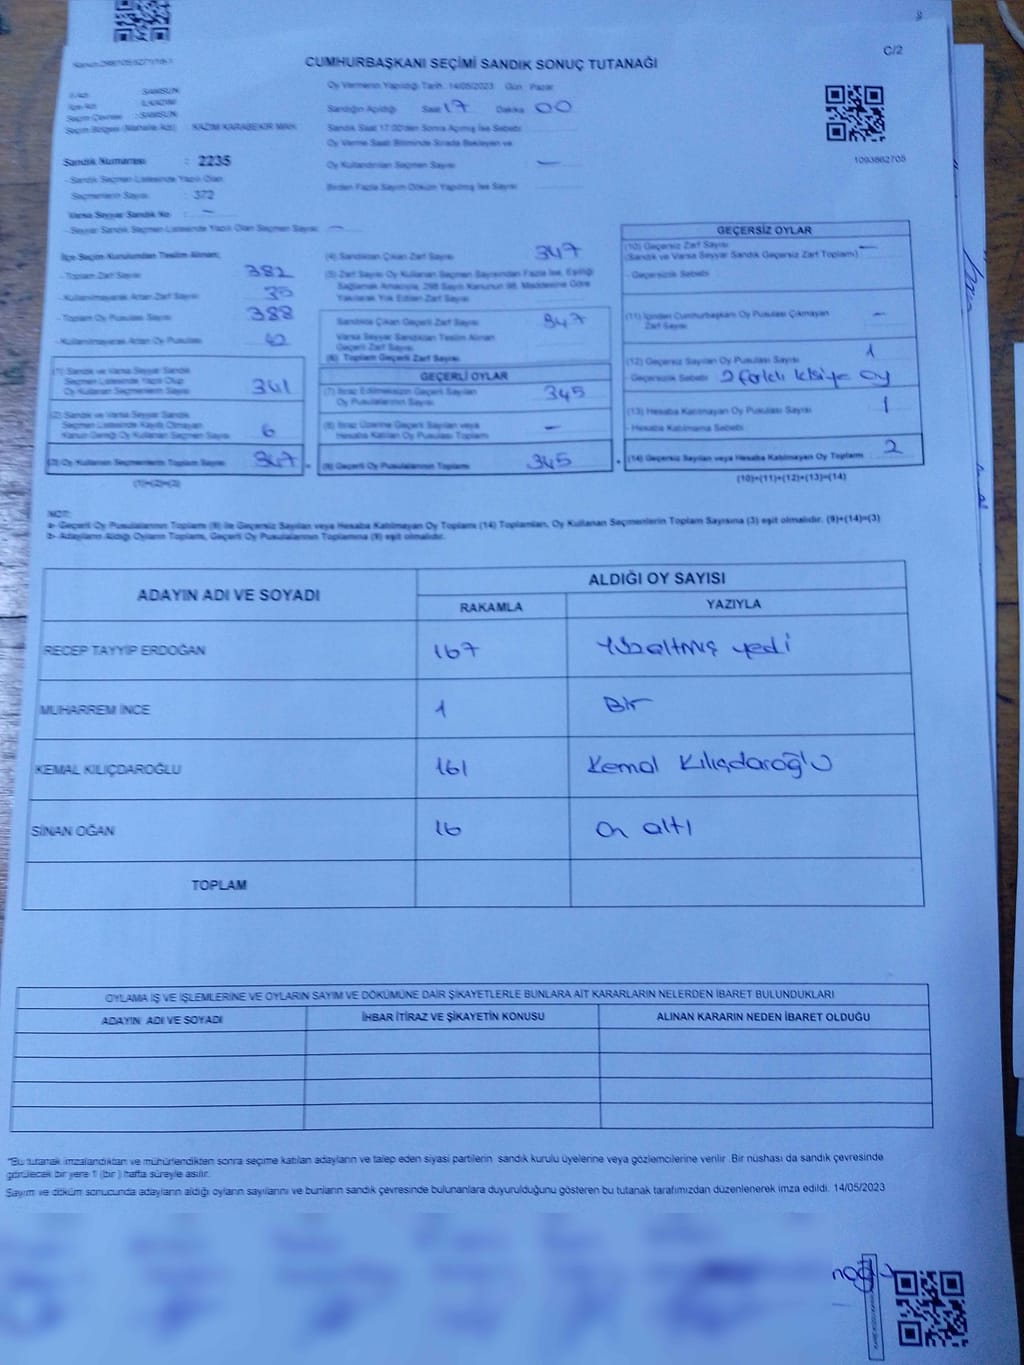 C/2
CUMHURBAŞKANI SEÇİMİ SANDIK SONUÇ TUTANAĞI
İli Adı SAMSUN
İlçe Adı İLKADIM
Seçim Çevresi : SAMSUN
Seçim Bölgesi (Mahalle Adı) : KAZIM KARABEKİR MAH.
Sandık Numarası : 2235
- Sandık Seçmen Listesinde Yazılı Olan
Seçmenlerin Sayısı : 372
Varsa Seyyar Sandık No : -
- Seyyar Sandık Seçmen Listesinde Yazılı Olan Seçmen Sayısı -
Oy Vermenin Yapıldığı Tarih: 14/05/2023 Gün Pazar
Sandığın Açıldığı Saat 17 Dakika 00
Sandık Saat 17:00'den Sonra Açılmış İse Sebebi
Oy Verme Saati Bitiminde Sırada Bekleyen ve
Oy Kullandırılan Seçmen Sayısı -
Birden Fazla Sayım Döküm Yapılmış İse Sayısı
1093862705
İlçe Seçim Kurulundan Teslim Alınan;
- Toplam Zarf Sayısı 382
- Kullanılmayarak Artan Zarf Sayısı 35
- Toplam Oy Pusulası Sayısı 388
- Kullanılmayarak Artan Oy Pusulası 42
(1) Sandık ve Varsa Seyyar Sandık
Seçmen Listesinde Yazılı Olup
Oy Kullanan Seçmenlerin Sayısı 341
(2) Sandık ve Varsa Seyyar Sandık
Seçmen Listesinde Kayıtlı Olmayan
Kanun Gereği Oy Kullanan Seçmen Sayısı 6
(3) Oy Kullanan Seçmenlerin Toplam Sayısı 347 =
(1)+(2)=(3)
(4) Sandıktan Çıkan Zarf Sayısı 347
(5) Zarf Sayısı Oy Kullanan Seçmen Sayısından Fazla İse, Eşitliği
Sağlamak Amacıyla, 298 Sayılı Kanunun 98. Maddesine Göre
Yakılarak Yok Edilen Zarf Sayısı
Sandıkta Çıkan Geçerli Zarf Sayısı 347
Varsa Seyyar Sandıktan Teslim Alınan
Geçerli Zarf Sayısı
(6) Toplam Geçerli Zarf Sayısı
GEÇERLİ OYLAR
(7) İtiraz Edilmeksizin Geçerli Sayılan
Oy Pusulalarının Sayısı 345
(8) İtiraz Üzerine Geçerli Sayılan veya
Hesaba Katılan Oy Pusulası Toplamı -
(9) Geçerli Oy Pusulalarının Toplamı 345 +
GEÇERSİZ OYLAR
(10) Geçersiz Zarf Sayısı -
(Sandık ve Varsa Seyyar Sandık Geçersiz Zarf Toplamı)
- Geçersizlik Sebebi
(11) İçinden Cumhurbaşkanı Oy Pusulası Çıkmayan
Zarf Sayısı -
(12) Geçersiz Sayılan Oy Pusulası Sayısı 1
- Geçersizlik Sebebi 2 farklı kişiye oy
(13) Hesaba Katılmayan Oy Pusulası Sayısı 1
- Hesaba Katılmama Sebebi
(14) Geçersiz Sayılan veya Hesaba Katılmayan Oy Toplamı 2
(10)+(11)+(12)+(13)=(14)
NOT:
a- Geçerli Oy Pusulalarının Toplamı (9) ile Geçersiz Sayılan veya Hesaba Katılmayan Oy Toplamı (14) Toplamları, Oy Kullanan Seçmenlerin Toplam Sayısına (3) eşit olmalıdır. (9)+(14)=(3)
b- Adayların Aldığı Oyların Toplamı, Geçerli Oy Pusulalarının Toplamına (9) eşit olmalıdır.
ADAYIN ADI VE SOYADI ALDIĞI OY SAYISI
RAKAMLA YAZIYLA
RECEP TAYYİP ERDOĞAN 167 Yüzaltmış yedi
MUHARREM İNCE 1 Bir
KEMAL KILIÇDAROĞLU 161 Kemal Kılıçdaroğlu
SİNAN OĞAN 16 On altı
TOPLAM
OYLAMA İŞ VE İŞLEMLERİNE VE OYLARIN SAYIM VE DÖKÜMÜNE DAİR ŞİKAYETLERLE BUNLARA AİT KARARLARIN NELERDEN İBARET BULUNDUKLARI
ADAYIN ADI VE SOYADI İHBAR İTİRAZ VE ŞİKAYETİN KONUSU ALINAN KARARIN NEDEN İBARET OLDUĞU
*Bu tutanak imzalandıktan ve mühürlendikten sonra seçime katılan adayların ve talep eden siyasi partilerin sandık kurulu üyelerine veya gözlemcilerine verilir. Bir nüshası da sandık çevresinde
görülecek bir yere 1 (bir ) hafta süreyle asılır.
Sayım ve döküm sonucunda adayların aldığı oyların sayılarını ve bunların sandık çevresinde bulunanlara duyurulduğunu gösteren bu tutanak tarafımızdan düzenlenerek imza edildi. 14/05/2023
noğlu